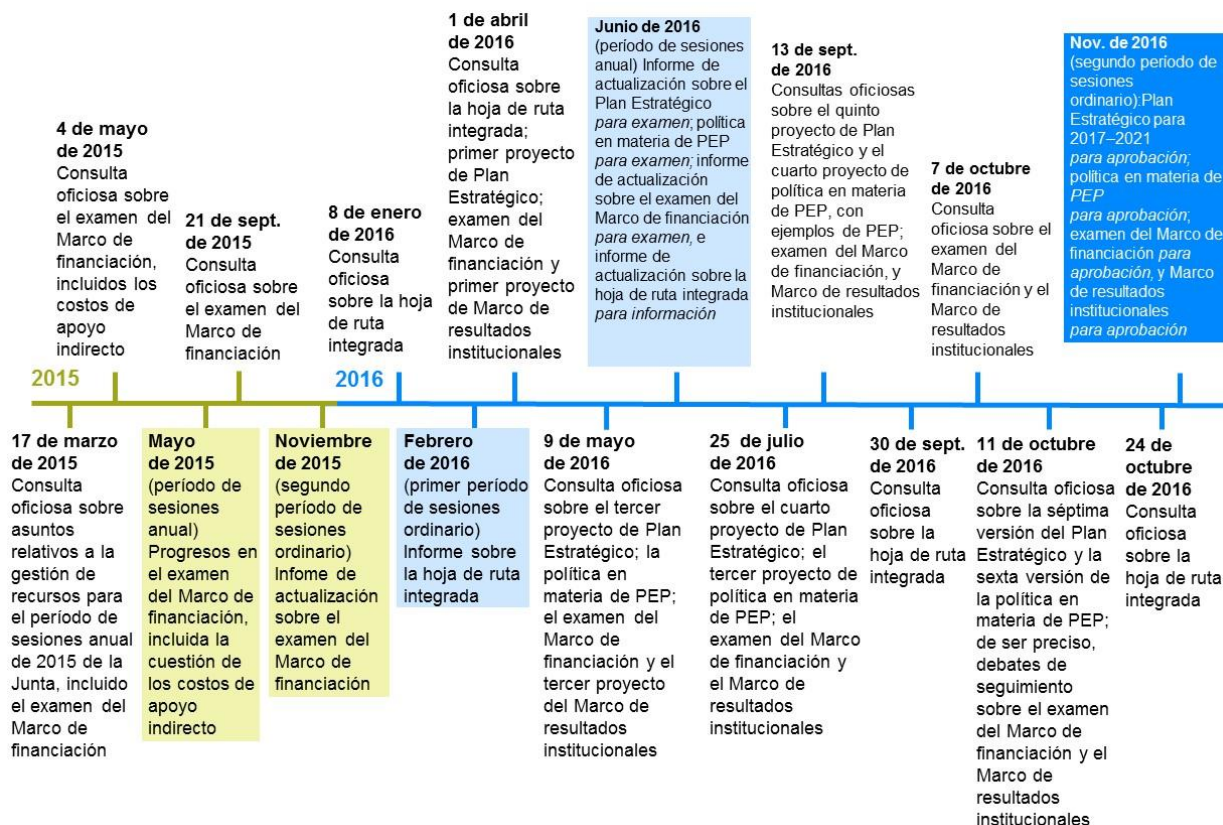 4 de mayo
de 2015
Consulta
oficiosa sobre
el examen del
Marco de
financiación,
incluidos los
costos de
apoyo
indirecto
21 de sept.
de 2015
Consulta
oficiosa sobre
el examen del
Marco de
financiación
8 de enero
de 2016
Consulta
oficiosa
sobre la hoja
de ruta
integrada
1 de abril
de 2016
Consulta
oficiosa sobre
la hoja de ruta
integrada;
primer proyecto
de Plan
Estratégico;
examen del
Marco de
financiación y
primer proyecto
de Marco de
resultados
institucionales
Junio de 2016
(período de sesiones
anual) Informe de
actualización sobre el
Plan Estratégico
para examen; política
en materia de PEP
para examen; informe
de actualización
sobre el examen del
Marco de financiación
para examen, e
informe de
actualización sobre la
hoja de ruta integrada
para información
13 de sept.
de 2016
Consultas oficiosas
sobre el quinto
proyecto de Plan
Estratégico y el
cuarto proyecto de
política en materia
de PEP, con
ejemplos de PEP;
examen del Marco
de financiación, y
Marco de resultados
institucionales
7 de octubre
de 2016
Consulta
oficiosa sobre el
examen del
Marco de
financiación y el
Marco de
resultados
institucionales
Nov. de 2016
(segundo período de
sesiones
ordinario):Plan
Estratégico para
2017–2021
para aprobación;
política en materia de
PEP
para aprobación;
examen del Marco de
financiación para
aprobación, y Marco
de resultados
institucionales
para aprobación
2015
2016
17 de marzo
de 2015
Consulta
oficiosa sobre
asuntos
relativos a la
gestión de
recursos para
el período de
sesiones anual
de 2015 de la
Junta, incluido
el examen del
Marco de
financiación
Mayo
de 2015
(período de
sesiones
anual)
Progresos en
el examen
del Marco de
financiación,
incluida la
cuestión de
los costos de
apoyo
indirecto
Noviembre
de 2015
(segundo
período de
sesiones
ordinario)
Infome de
actualización
sobre el
examen del
Marco de
financiación
Febrero
de 2016
(primer período
de sesiones
ordinario)
Informe sobre
la hoja de ruta
integrada
9 de mayo
de 2016
Consulta oficiosa
sobre el tercer
proyecto de Plan
Estratégico; la
política en
materia de PEP;
el examen del
Marco de
financiación y el
tercer proyecto
del Marco de
resultados
institucionales
25 de julio
de 2016
Consulta oficiosa
sobre el cuarto
proyecto de Plan
Estratégico; el
tercer proyecto de
política en materia
de PEP; el
examen del Marco
de financiación y
el Marco de
resultados
institucionales
30 de sept.
de 2016
Consulta
oficiosa
sobre la
hoja de ruta
integrada
11 de octubre
de 2016
Consulta oficiosa
sobre la séptima
versión del Plan
Estratégico y la
sexta versión de
la política en
materia de PEP;
de ser preciso,
debates de
seguimiento
sobre el examen
del Marco de
financiación y el
Marco de
resultados
institucionales
24 de
octubre
de 2016
Consulta
oficiosa
sobre la
hoja de ruta
integrada